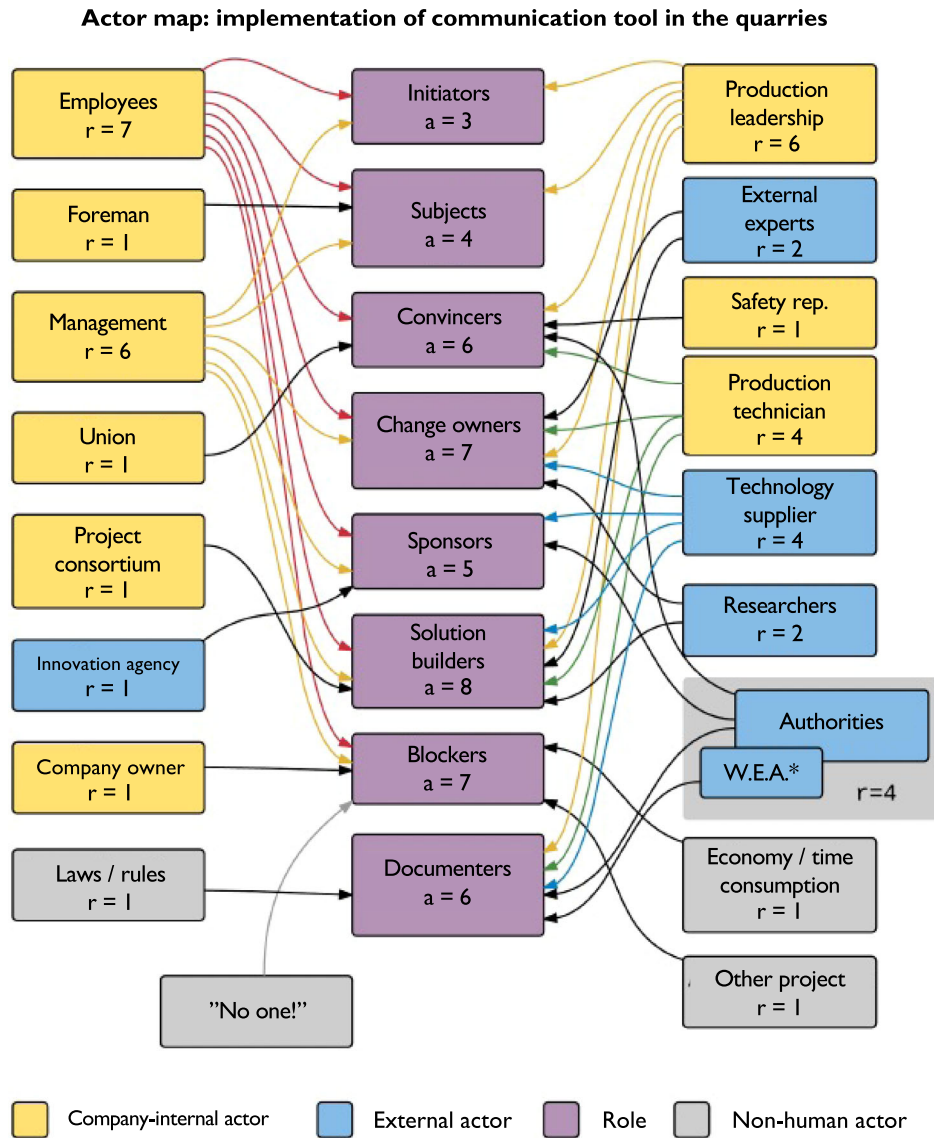 Actor map: implementation of communication tool in the quarries
Employees
r = 7
Foreman
r = 1
Management
r = 6
Union
r = 1
Project
consortium
r = 1
Innovation agency
r = 1
Company owner
r = 1
Laws / rules
r = 1
"No one!"
Initiators
a = 3
Subjects
a = 4
Convincers
a = 6
Change owners
a = 7
Sponsors
a = 5
Solution
builders
a = 8
Blockers
a = 7
Documenters
a = 6
Production
leadership
r = 6
External
experts
r = 2
Safety rep.
r = 1
Production
technician
r = 4
Technology
supplier
r = 4
Researchers
r = 2
Authorities
W.E.A.*
r=4
Economy / time
consumption
r = 1
Other project
r = 1
Company-internal actor
External actor
Role
Non-human actor